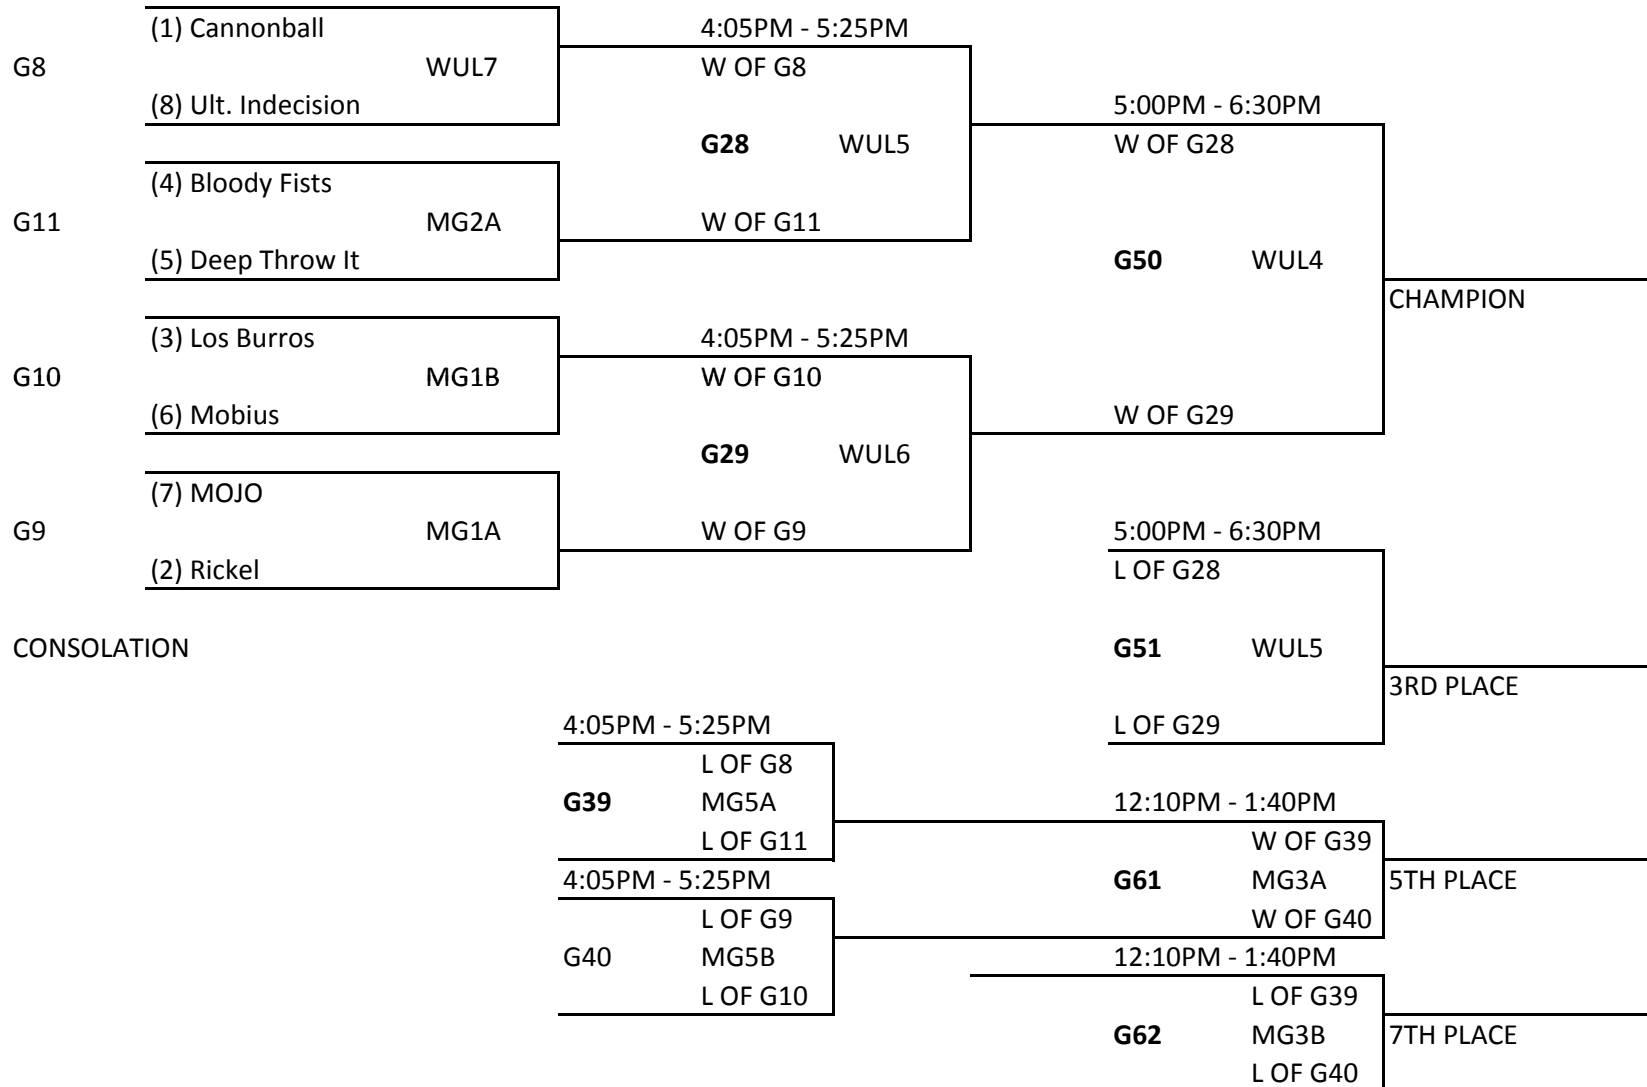 (1) Cannonball 4:05PM - 5:25PM
G8 WUL7 W OF G8
(8) Ult. Indecision 5:00PM - 6:30PM
G28 WUL5 W OF G28
(4) Bloody Fists
G11 MG2A W OF G11
(5) Deep Throw It G50 WUL4
CHAMPION
(3) Los Burros 4:05PM - 5:25PM
G10 MG1B W OF G10
(6) Mobius W OF G29
G29 WUL6
(7) MOJO
G9 MG1A W OF G9 5:00PM - 6:30PM
(2) Rickel L OF G28
CONSOLATION G51 WUL5
3RD PLACE
4:05PM - 5:25PM L OF G29
L OF G8
G39 MG5A 12:10PM - 1:40PM
L OF G11 W OF G39
4:05PM - 5:25PM G61 MG3A 5TH PLACE
L OF G9 W OF G40
G40 MG5B 12:10PM - 1:40PM
L OF G10 L OF G39
G62 MG3B 7TH PLACE
L OF G40